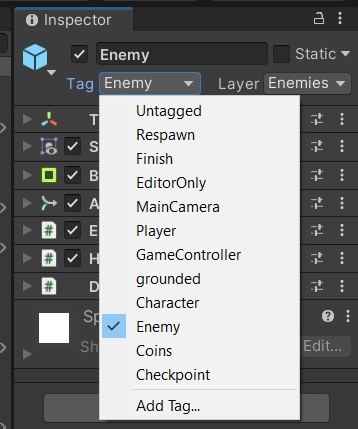 Inspector
Enemy
Static
Tag Enemy Layer Enemies
Untagged
Respawn
Finish
EditorOnly
MainCamera
Player
GameController
grounded
Character
Enemy
Coins
Checkpoint
Add Tag...
T
S
B
A
E
H
D
Sp
Sh
Edit...